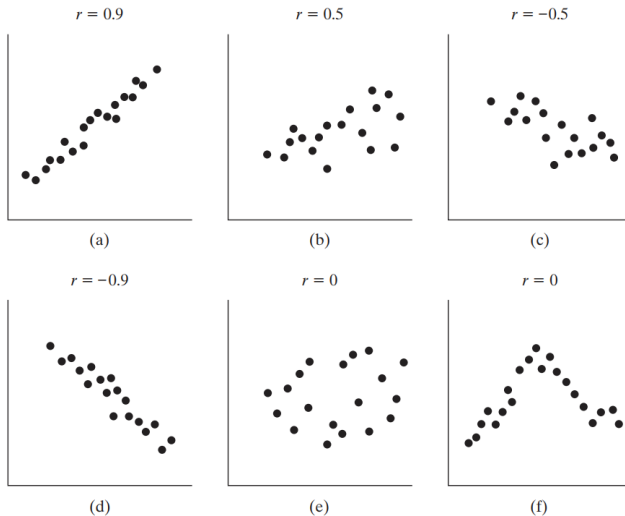 r = 0.9
r = 0.5
r = −0.5
(a)
(b)
(c)
r = −0.9
r = 0
r = 0
(d)
(e)
(f)